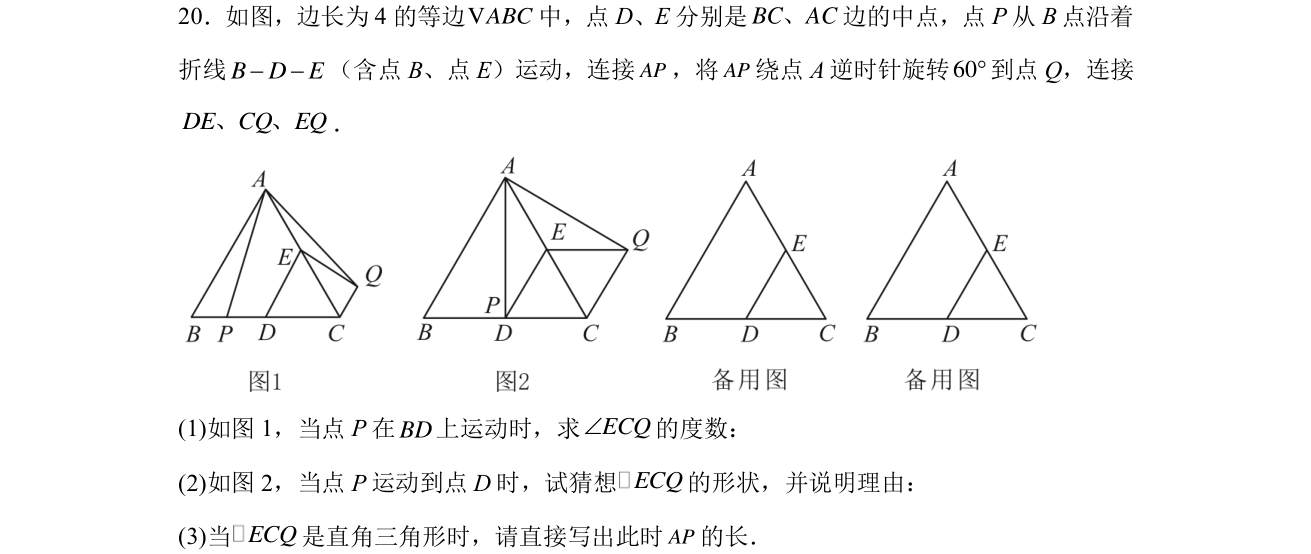 20．如图，边长为4的等边VABC中，点D、E分别是BC、AC边的中点，点P从B点沿着
折线B－D－E（含点B、点E）运动，连接AP，将AP绕点A逆时针旋转60°到点Q，连接
DE、CQ、EQ．
A
E
Q
B P D C
图1
A
E
Q
P
B D C
图2
A
E
B D C
备用图
A
E
B D C
备用图
(1)如图1，当点P在BD上运动时，求∠ECQ的度数：
(2)如图2，当点P运动到点D时，试猜想□ECQ的形状，并说明理由：
(3)当□ECQ是直角三角形时，请直接写出此时AP的长．